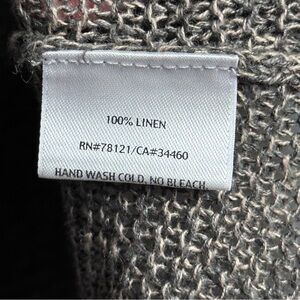 100% LINEN
RN#78121/CA#34460
HAND WASH COLD. NO BLEACH